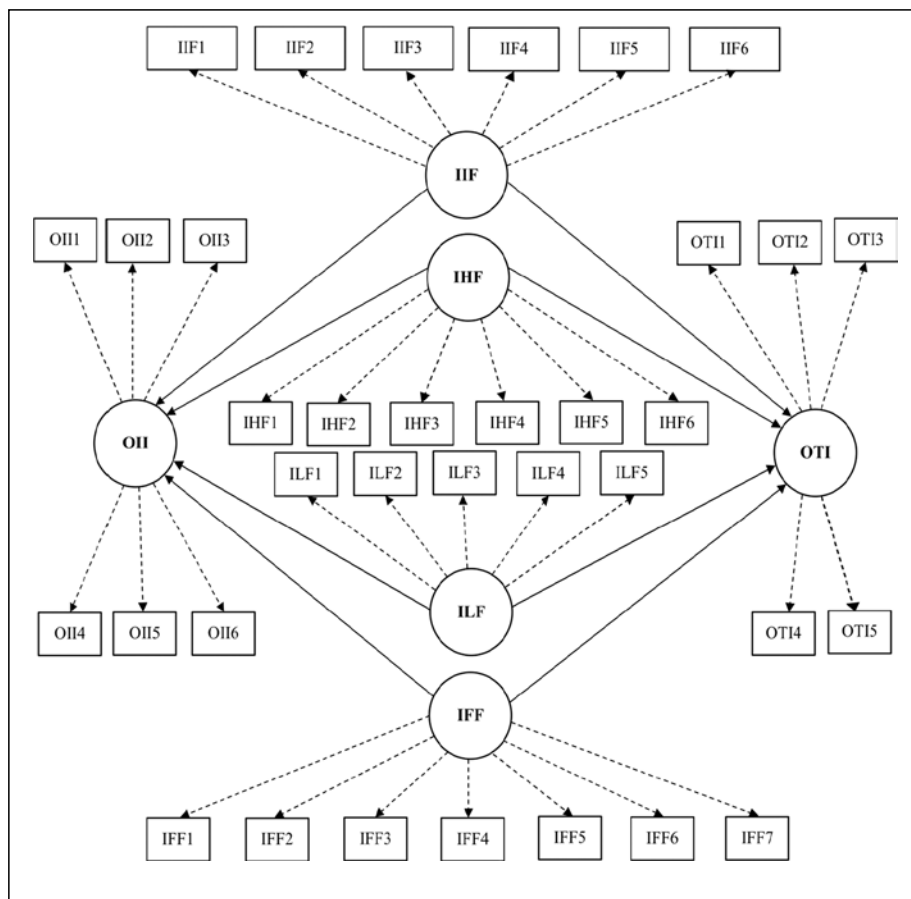 IIF1 IIF2 IIF3 IIF4 IIF5 IIF6
IIF
OII1 OII2 OII3
OTI1 OTI2 OTI3
IHF
IHF1 IHF2 IHF3 IHF4 IHF5 IHF6
OII
OTI
ILF1 ILF2 ILF3 ILF4 ILF5
ILF
OII4 OII5 OII6
OTI4 OTI5
IFF
IFF1 IFF2 IFF3 IFF4 IFF5 IFF6 IFF7